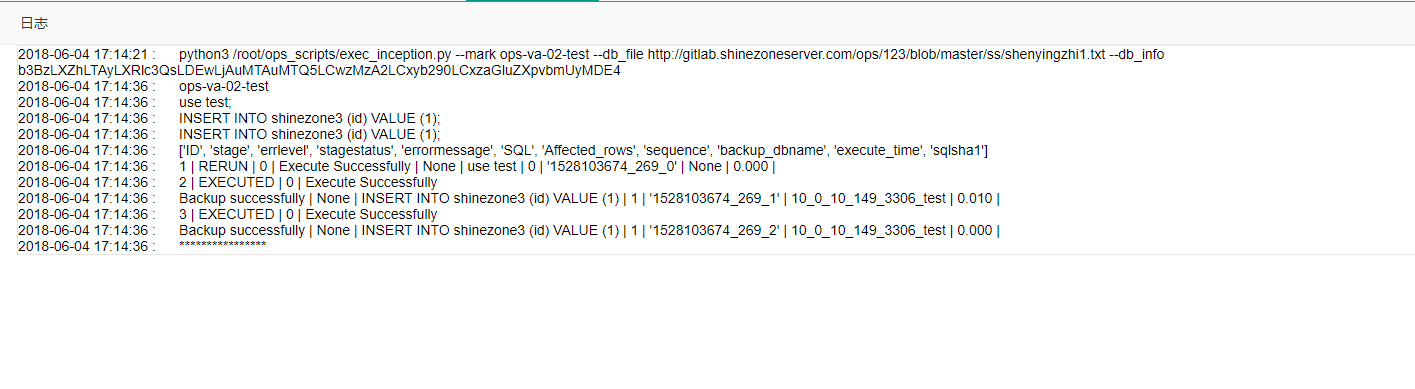 日志
2018-06-04 17:14:21 : python3 /root/ops_scripts/exec_inception.py --mark ops-va-02-test --db_file http://gitlab.shinezoneserver.com/ops/123/blob/master/ss/shenyingzhi1.txt --db_info
b3BzLXZhLTAyLXRlc3QsLDEwLjAuMTAuMTQ5LCwzMzA2LCxyb290LCxzaGluZXpvbmUyMDE4
2018-06-04 17:14:36 : ops-va-02-test
2018-06-04 17:14:36 : use test;
2018-06-04 17:14:36 : INSERT INTO shinezone3 (id) VALUE (1);
2018-06-04 17:14:36 : INSERT INTO shinezone3 (id) VALUE (1);
2018-06-04 17:14:36 : ['ID', 'stage', 'errlevel', 'stagestatus', 'errormessage', 'SQL', 'Affected_rows', 'sequence', 'backup_dbname', 'execute_time', 'sqlsha1']
2018-06-04 17:14:36 : 1 | RERUN | 0 | Execute Successfully | None | use test | 0 | '1528103674_269_0' | None | 0.000 |
2018-06-04 17:14:36 : 2 | EXECUTED | 0 | Execute Successfully
2018-06-04 17:14:36 : Backup successfully | None | INSERT INTO shinezone3 (id) VALUE (1) | 1 | '1528103674_269_1' | 10_0_10_149_3306_test | 0.010 |
2018-06-04 17:14:36 : 3 | EXECUTED | 0 | Execute Successfully
2018-06-04 17:14:36 : Backup successfully | None | INSERT INTO shinezone3 (id) VALUE (1) | 1 | '1528103674_269_2' | 10_0_10_149_3306_test | 0.000 |
2018-06-04 17:14:36 : ****************